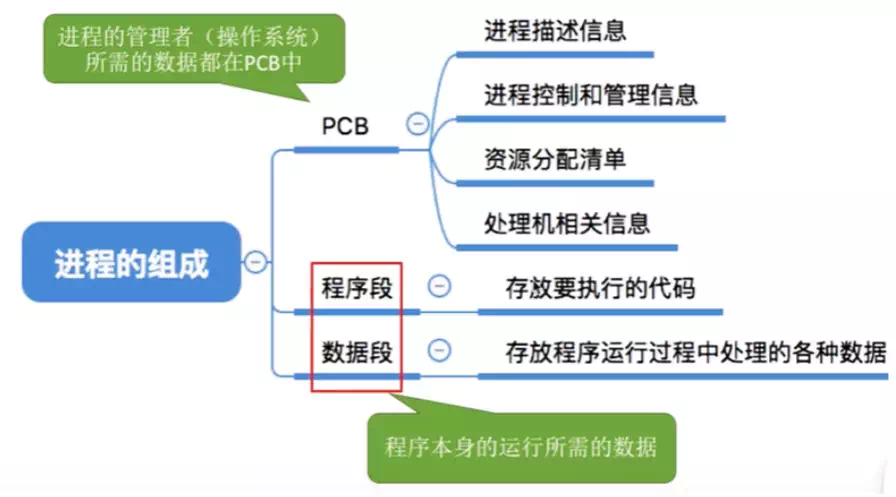 进程的管理者（操作系统）
所需的数据都在PCB中
进程描述信息
进程控制和管理信息
PCB
资源分配清单
处理机相关信息
进程的组成
程序段
存放要执行的代码
数据段
存放程序运行过程中处理的各种数据
程序本身的运行所需的数据